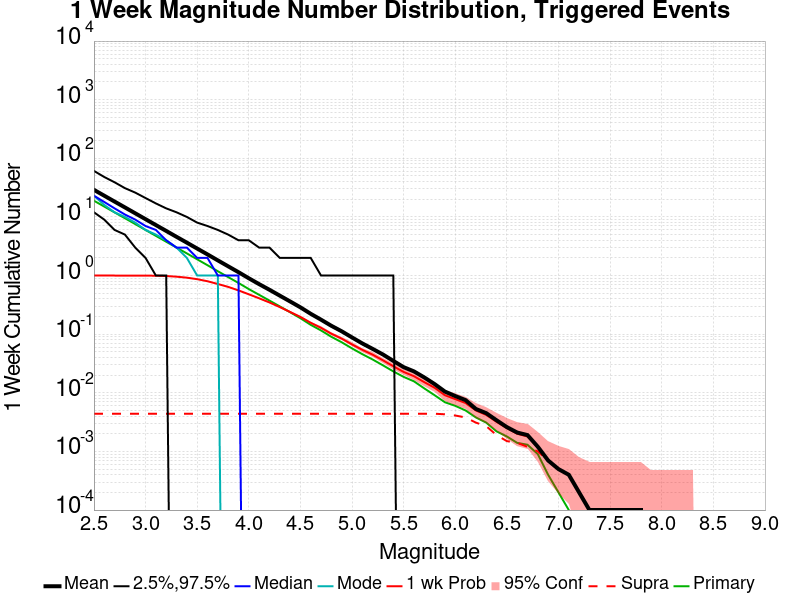 1 Week Magnitude Number Distribution, Triggered Events
1 Week Cumulative Number
10 4
10 3
10 2
10 1
10 0
10 -1
10 -2
10 -3
10 -4
2.5 3.0 3.5 4.0 4.5 5.0 5.5 6.0 6.5 7.0 7.5 8.0 8.5 9.0
Magnitude
Mean 2.5%,97.5% Median Mode 1 wk Prob 95% Conf Supra Primary